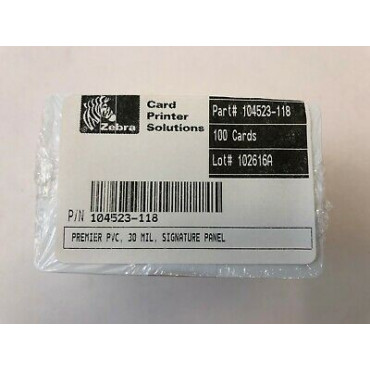 Zebra
Card
Printer
Solutions
Part# 104523-118
100 Cards
Lot# 102616A
P/N 104523-118
PREMIER PVC, 30 MIL, SIGNATURE PANEL